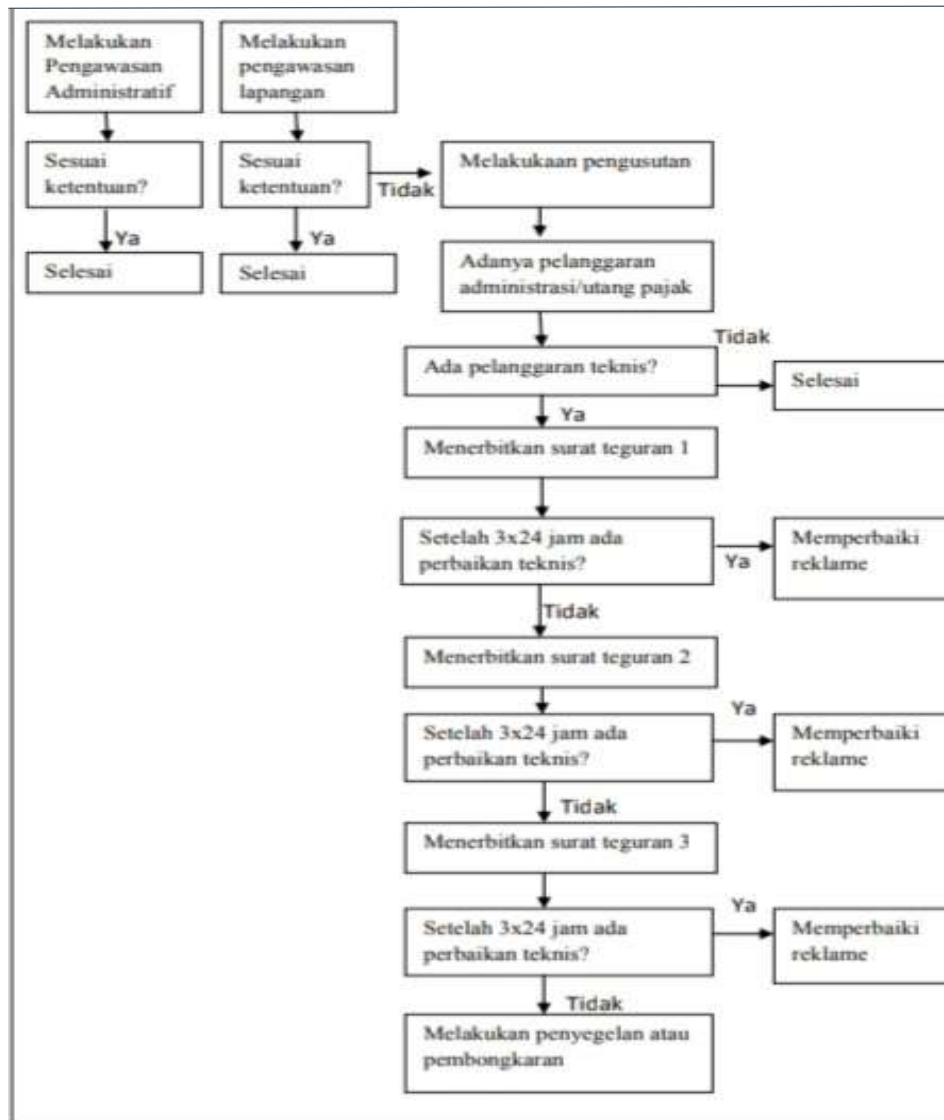 Melakukan
Pengawasan
Administratif
Melakukan
pengawasan
lapangan
Sesuai
ketentuan?
Sesuai
ketentuan?
Tidak
Melakukaan pengusutan
Ya
Ya
Selesai
Selesai
Adanya pelanggaran
administrasi/utang pajak
Tidak
Ada pelanggaran teknis?
Selesai
Ya
Menerbitkan surat teguran 1
Setelah 3x24 jam ada
perbaikan teknis?
Ya
Memperbaiki
reklame
Tidak
Menerbitkan surat teguran 2
Ya
Setelah 3x24 jam ada
perbaikan teknis?
Memperbaiki
reklame
Tidak
Menerbitkan surat teguran 3
Ya
Setelah 3x24 jam ada
perbaikan teknis?
Memperbaiki
reklame
Tidak
Melakukan penyegelan atau
pembongkaran